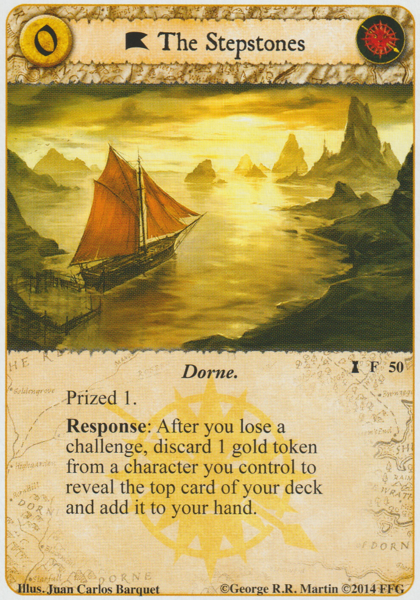 0
The Stepstones
Dorne.
F 50
Prized 1.
Response: After you lose a
challenge, discard 1 gold token
from a character you control to
reveal the top card of your deck
and add it to your hand.
DORNE
Illus. Juan Carlos Barquet
©George R.R. Martin ©2014 FFG